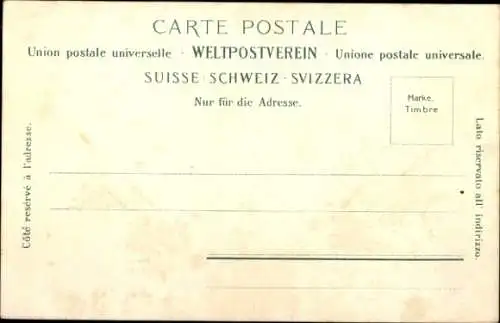 CARTE POSTALE
Union postale universelle · WELTPOSTVEREIN · Unione postale universale.
SUISSE · SCHWEIZ · SVIZZERA
Nur für die Adresse.
Marke.
Timbre
Côté resérvé à l'adresse.
Lato riservato all' indirizzo.